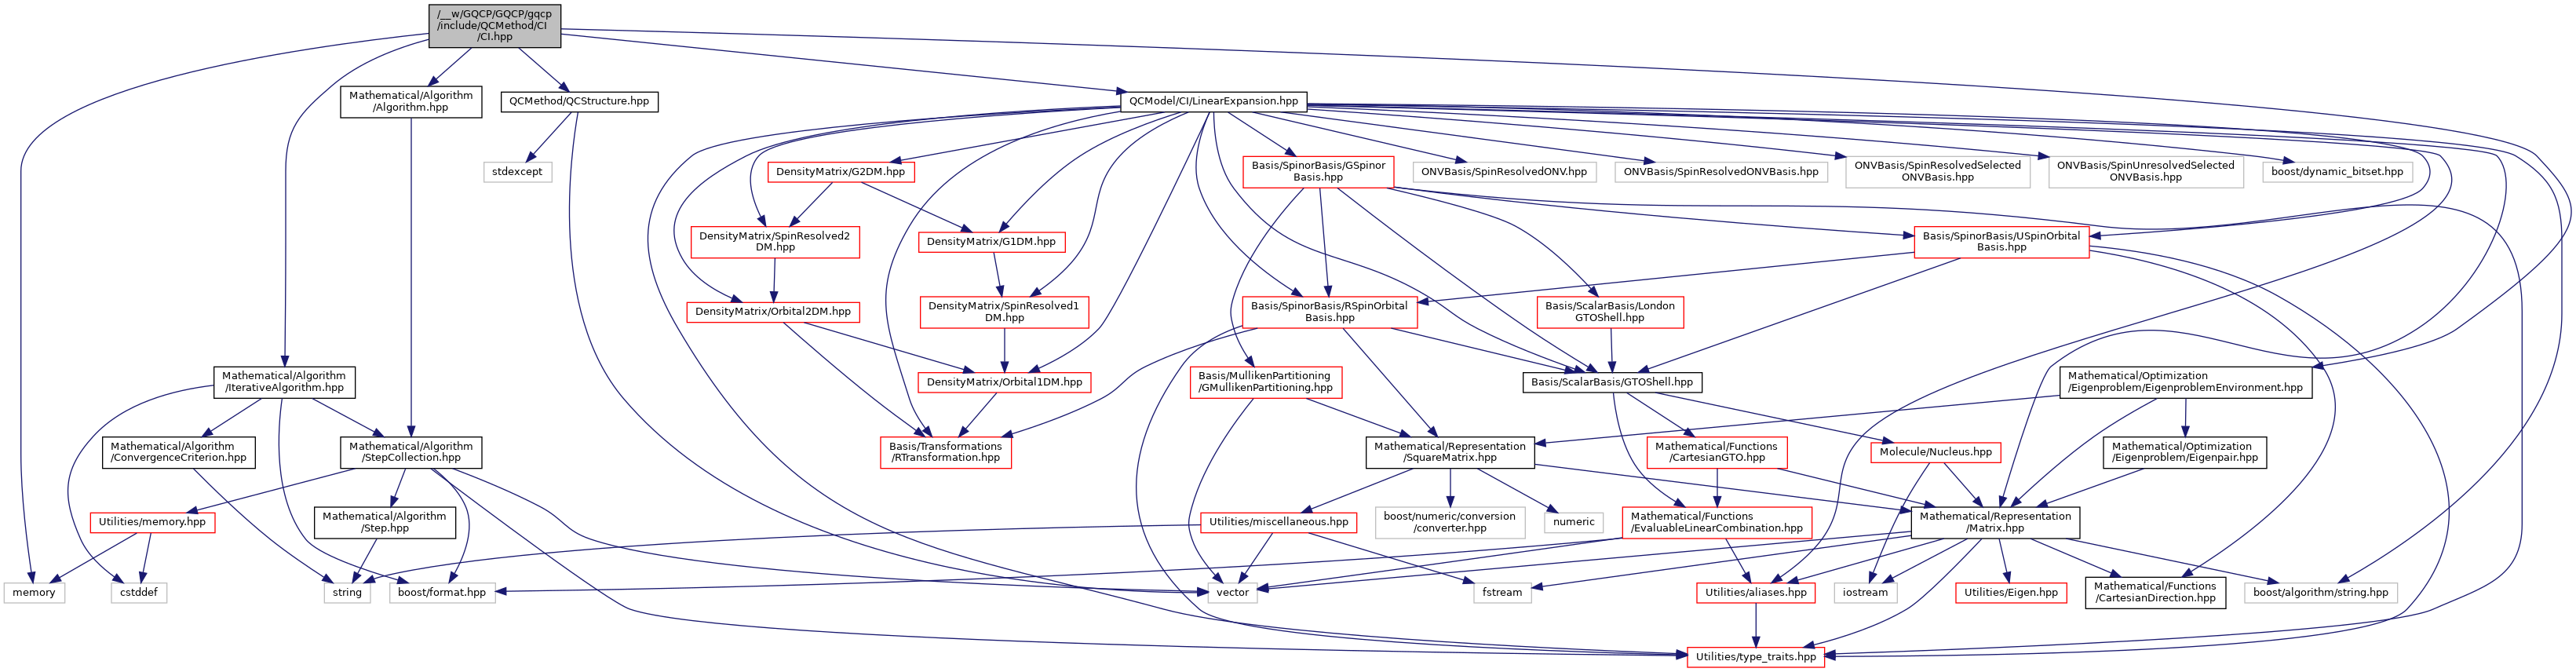 /__w/GQCP/GQCP/gqcp
/include/QCMethod/CI
/CI.hpp
Mathematical/Algorithm
/Algorithm.hpp
QCMethod/QCStructure.hpp
QCModel/CI/LinearExpansion.hpp
stdexcept
DensityMatrix/G2DM.hpp
Basis/SpinorBasis/GSpinor
Basis.hpp
ONVBasis/SpinResolvedONV.hpp
ONVBasis/SpinResolvedONVBasis.hpp
ONVBasis/SpinResolvedSelected
ONVBasis.hpp
ONVBasis/SpinUnresolvedSelected
ONVBasis.hpp
boost/dynamic_bitset.hpp
DensityMatrix/SpinResolved2
DM.hpp
DensityMatrix/G1DM.hpp
Basis/SpinorBasis/USpinOrbital
Basis.hpp
DensityMatrix/Orbital2DM.hpp
DensityMatrix/SpinResolved1
DM.hpp
Basis/SpinorBasis/RSpinOrbital
Basis.hpp
Basis/ScalarBasis/London
GTOShell.hpp
Mathematical/Algorithm
/IterativeAlgorithm.hpp
DensityMatrix/Orbital1DM.hpp
Basis/MullikenPartitioning
/GMullikenPartitioning.hpp
Basis/ScalarBasis/GTOShell.hpp
Mathematical/Optimization
/Eigenproblem/EigenproblemEnvironment.hpp
Mathematical/Algorithm
/ConvergenceCriterion.hpp
Mathematical/Algorithm
/StepCollection.hpp
Basis/Transformations
/RTransformation.hpp
Mathematical/Representation
/SquareMatrix.hpp
Mathematical/Functions
/CartesianGTO.hpp
Molecule/Nucleus.hpp
Mathematical/Optimization
/Eigenproblem/Eigenpair.hpp
Utilities/memory.hpp
Mathematical/Algorithm
/Step.hpp
Utilities/miscellaneous.hpp
boost/numeric/conversion
/converter.hpp
numeric
Mathematical/Functions
/EvaluableLinearCombination.hpp
Mathematical/Representation
/Matrix.hpp
memory
cstddef
string
boost/format.hpp
vector
fstream
Utilities/aliases.hpp
iostream
Utilities/Eigen.hpp
Mathematical/Functions
/CartesianDirection.hpp
boost/algorithm/string.hpp
Utilities/type_traits.hpp